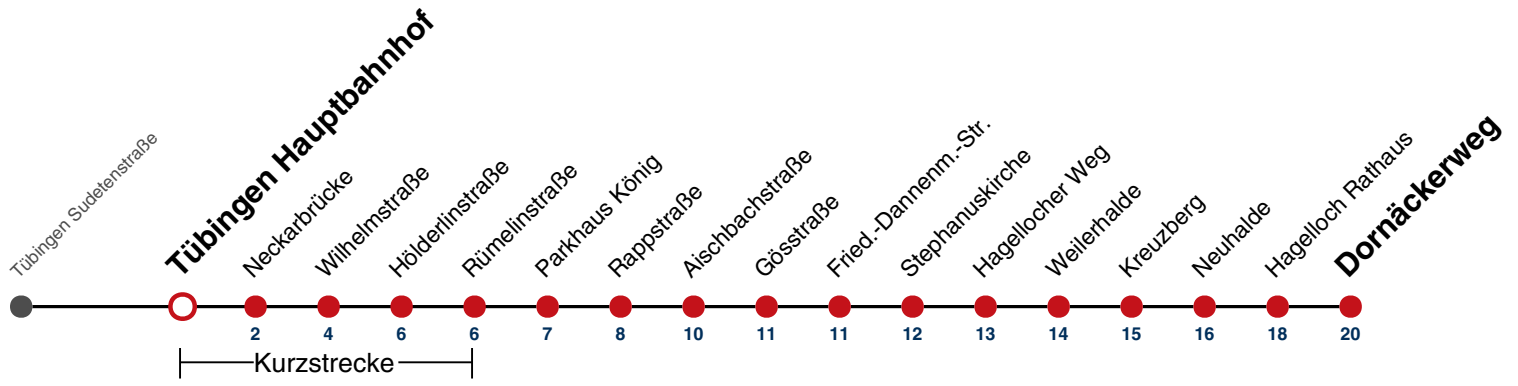 Tübingen Sudetenstraße
Tübingen Hauptbahnhof
Neckarbrücke
Wilhelmstraße
Hölderlinstraße
Rümelinstraße
Parkhaus König
Rappstraße
Aischbachstraße
Gösstraße
Fried.-Dannenm.-Str.
Stephanuskirche
Hagellocher Weg
Weilerhalde
Kreuzberg
Neuhalde
Hagelloch Rathaus
Dornäckerweg
2 4 6 6 7 8 10 11 11 12 13 14 15 16 18 20
Kurzstrecke